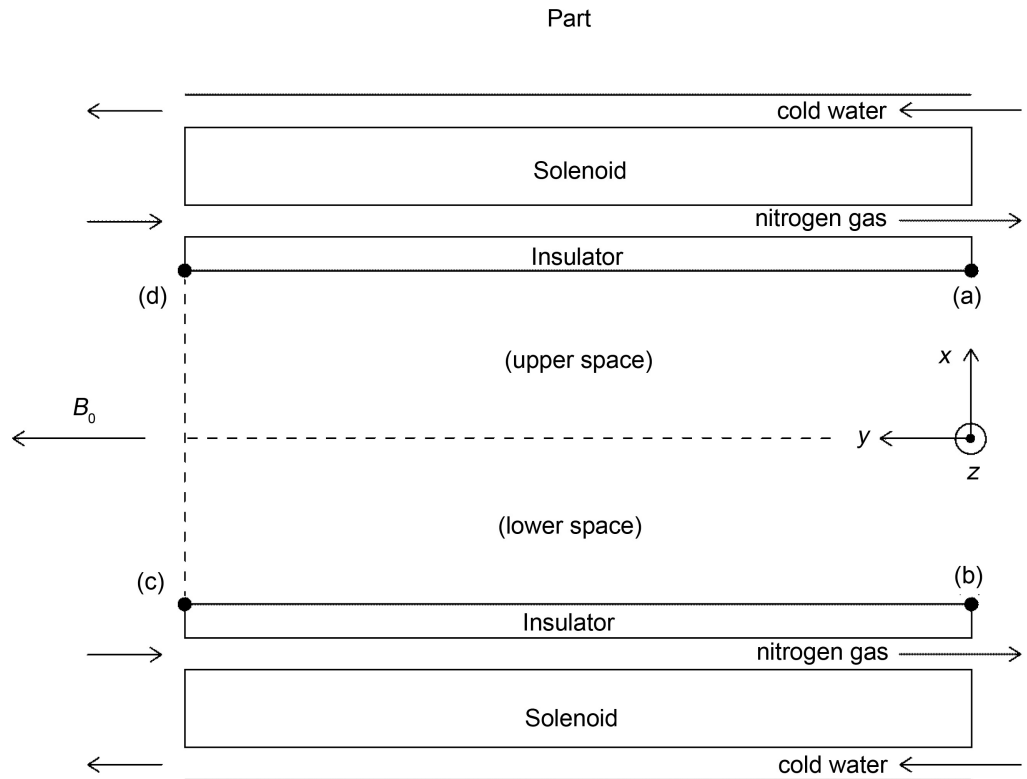 Part
cold water
Solenoid
nitrogen gas
Insulator
(d)
(a)
(upper space)
x
B₀
y
z
(lower space)
(c)
(b)
Insulator
nitrogen gas
Solenoid
cold water